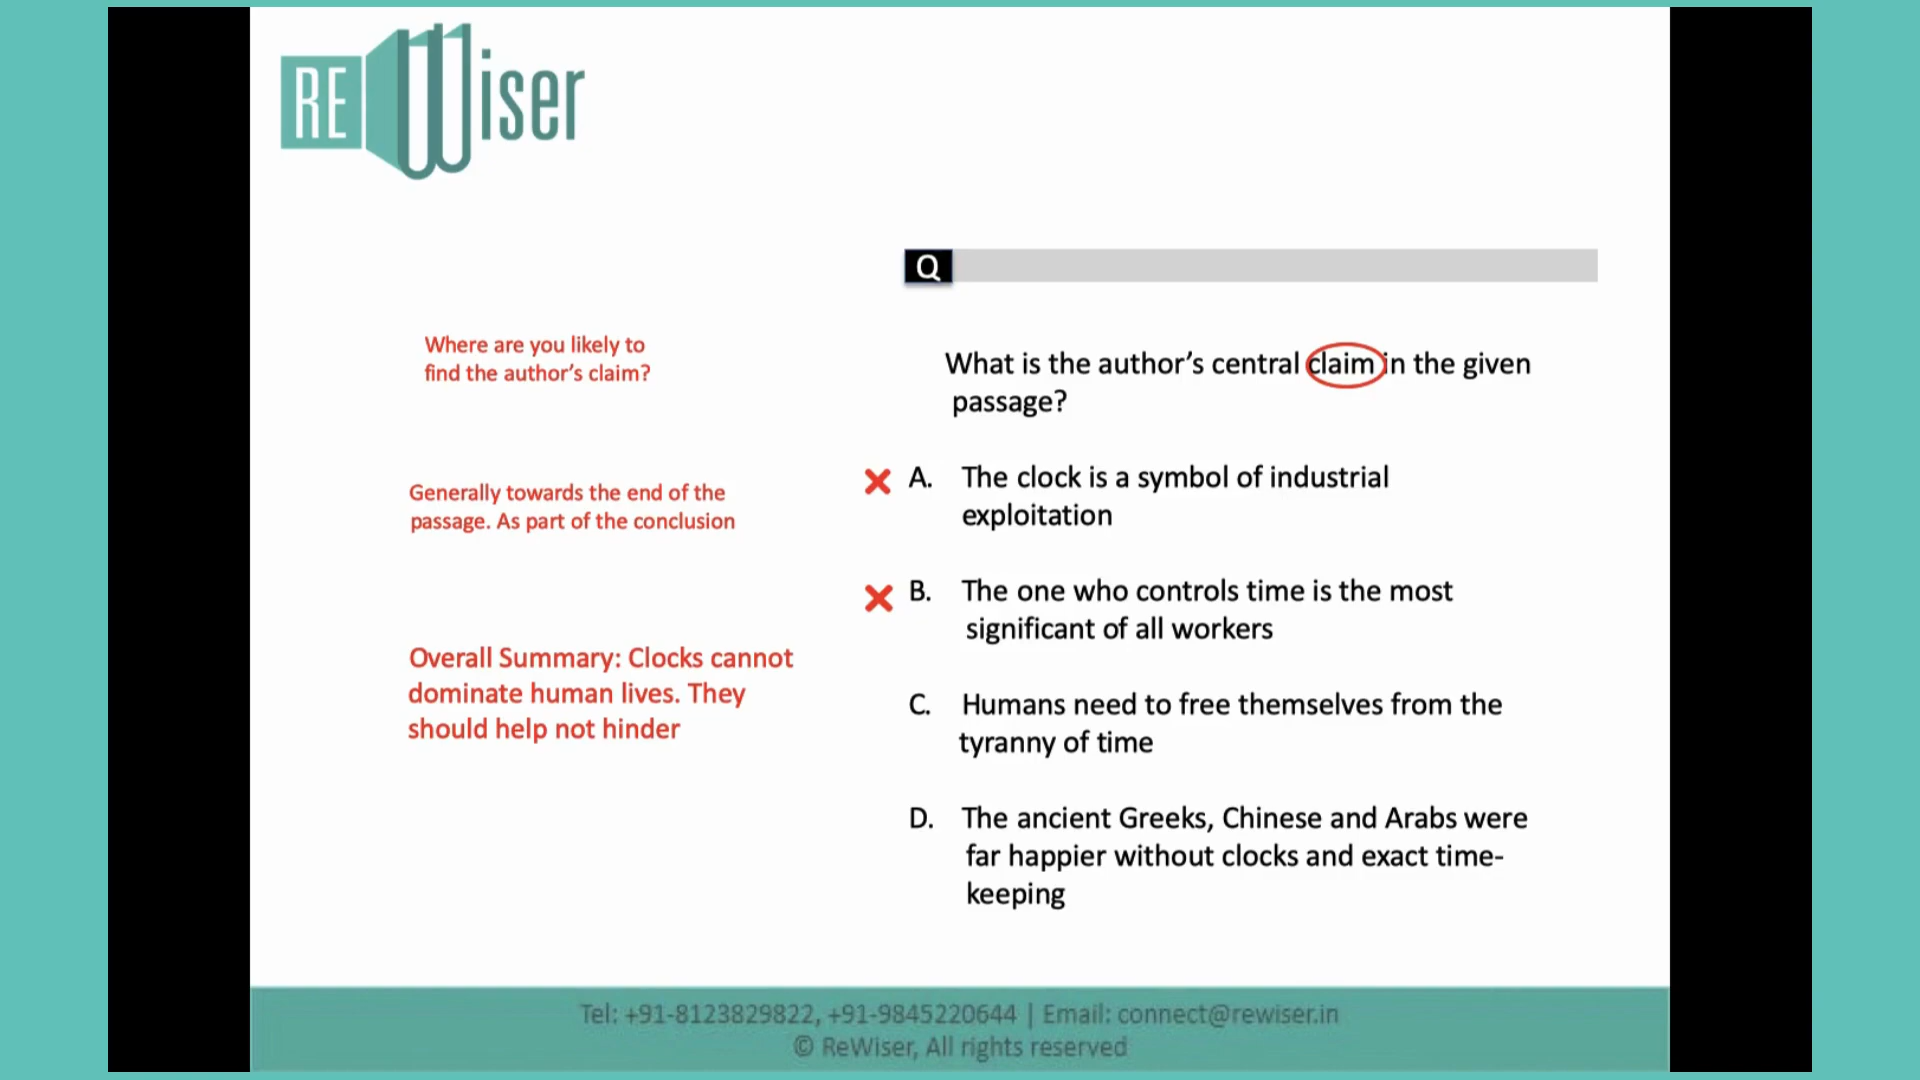 REWiser
Q
Where are you likely to
find the author's claim?
Generally towards the end of the
passage. As part of the conclusion
Overall Summary: Clocks cannot
dominate human lives. They
should help not hinder
What is the author's central claim in the given
passage?
A. The clock is a symbol of industrial
exploitation
B. The one who controls time is the most
significant of all workers
C. Humans need to free themselves from the
tyranny of time
D. The ancient Greeks, Chinese and Arabs were
far happier without clocks and exact time-
keeping
Tel: +91-8123829822, +91-9845220644 | Email: connect@rewiser.in
© ReWiser, All rights reserved